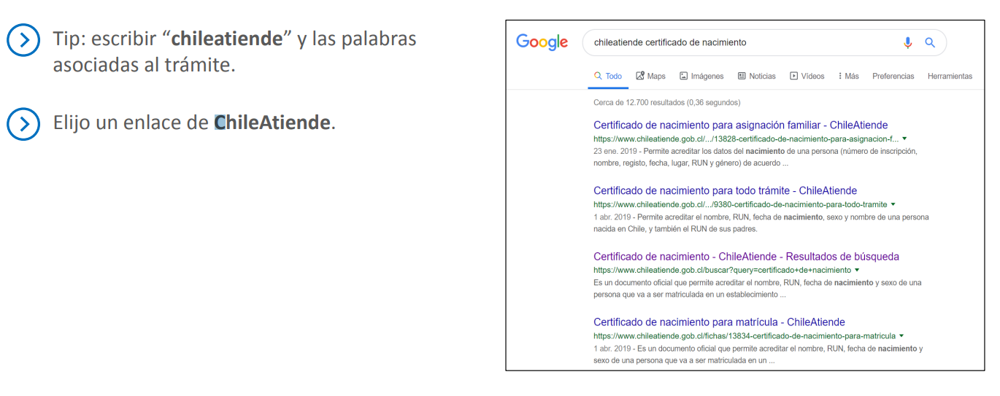 Tip: escribir “chileatiende” y las palabras
asociadas al trámite.
Elijo un enlace de ChileAtiende.
Google
chileatiende certificado de nacimiento
Todo Maps Imágenes Noticias Vídeos Más Preferencias Herramientas
Cerca de 12.700 resultados (0,36 segundos)
Certificado de nacimiento para asignación familiar - ChileAtiende
https://www.chileatiende.gob.cl/.../13828-certificado-de-nacimiento-para-asignacion-f...
23 ene. 2019 - Permite acreditar los datos del nacimiento de una persona (número de inscripción,
nombre, registo, fecha, lugar, RUN y género) de acuerdo ...
Certificado de nacimiento para todo trámite - ChileAtiende
https://www.chileatiende.gob.cl/.../9380-certificado-de-nacimiento-para-todo-tramite
1 abr. 2019 - Permite acreditar el nombre, RUN, fecha de nacimiento, sexo y nombre de una persona
nacida en Chile, y también el RUN de sus padres.
Certificado de nacimiento - ChileAtiende - Resultados de búsqueda
https://www.chileatiende.gob.cl/buscar?query=certificado+de+nacimiento
Es un documento oficial que permite acreditar el nombre, RUN, fecha de nacimiento y sexo de una
persona que va a ser matriculada en un establecimiento ...
Certificado de nacimiento para matrícula - ChileAtiende
https://www.chileatiende.gob.cl/fichas/13834-certificado-de-nacimiento-para-matricula
1 abr. 2019 - Es un documento oficial que permite acreditar el nombre, RUN, fecha de nacimiento y
sexo de una persona que va a ser matriculada en un ...